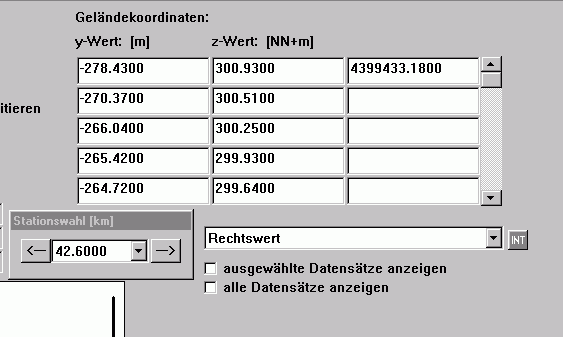 Geländekoordinaten:
y-Wert: [m] z-Wert: [NN+m]
-278.4300 300.9300 4399433.1800
-270.3700 300.5100
itieren
-266.0400 300.2500
-265.4200 299.9300
-264.7200 299.6400
Stationswahl [km]
<-- 42.6000 -->
Rechtswert INT
ausgewählte Datensätze anzeigen
alle Datensätze anzeigen